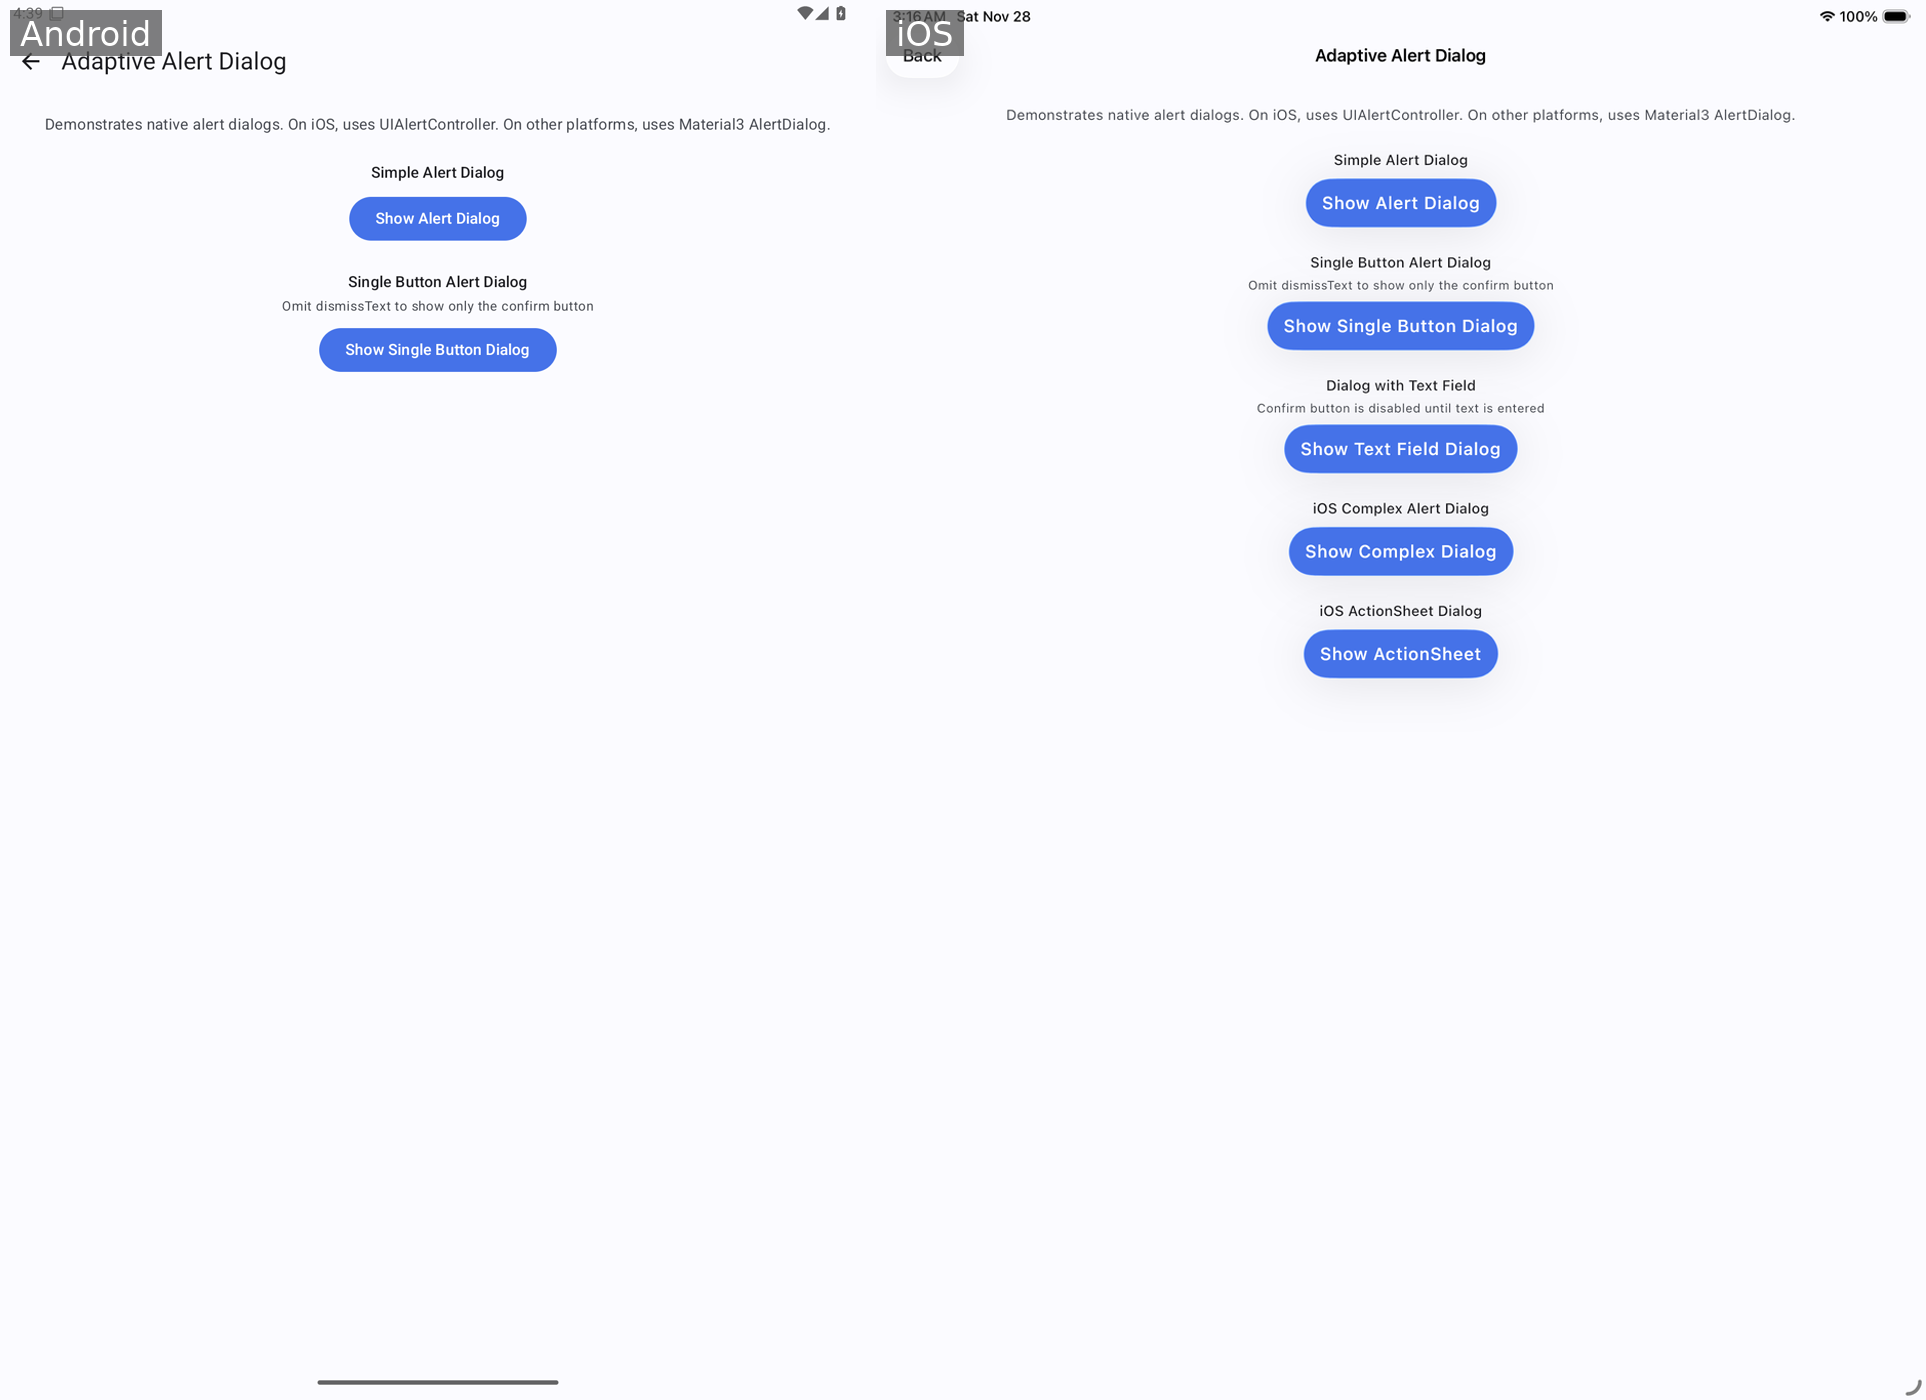 4:39
Android
Adaptive Alert Dialog
Demonstrates native alert dialogs. On iOS, uses UIAlertController. On other platforms, uses Material3 AlertDialog.
Simple Alert Dialog
Show Alert Dialog
Single Button Alert Dialog
Omit dismissText to show only the confirm button
Show Single Button Dialog
3:16 AM Sat Nov 28
100%
iOS
Back
Adaptive Alert Dialog
Demonstrates native alert dialogs. On iOS, uses UIAlertController. On other platforms, uses Material3 AlertDialog.
Simple Alert Dialog
Show Alert Dialog
Single Button Alert Dialog
Omit dismissText to show only the confirm button
Show Single Button Dialog
Dialog with Text Field
Confirm button is disabled until text is entered
Show Text Field Dialog
iOS Complex Alert Dialog
Show Complex Dialog
iOS ActionSheet Dialog
Show ActionSheet